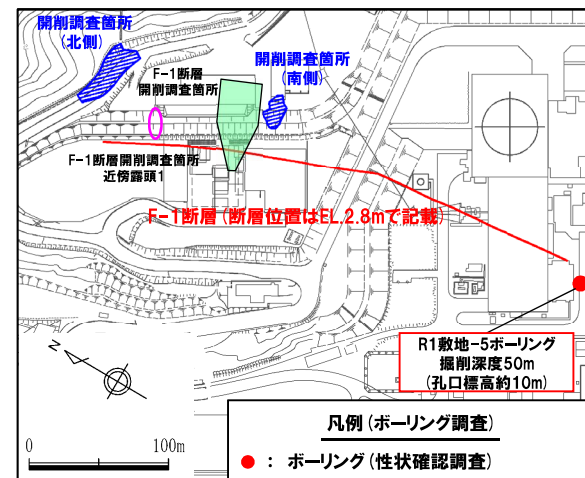 開削調査箇所
(北側)
F-1断層
開削調査箇所
開削調査箇所
(南側)
F-1断層開削調査箇所
近傍露頭1
F-1断層(断層位置はEL.2.8mで記載)
R1敷地-5ボーリング
掘削深度50m
(孔口標高約10m)
N
0 100m
凡例(ボーリング調査)
● : ボーリング(性状確認調査)